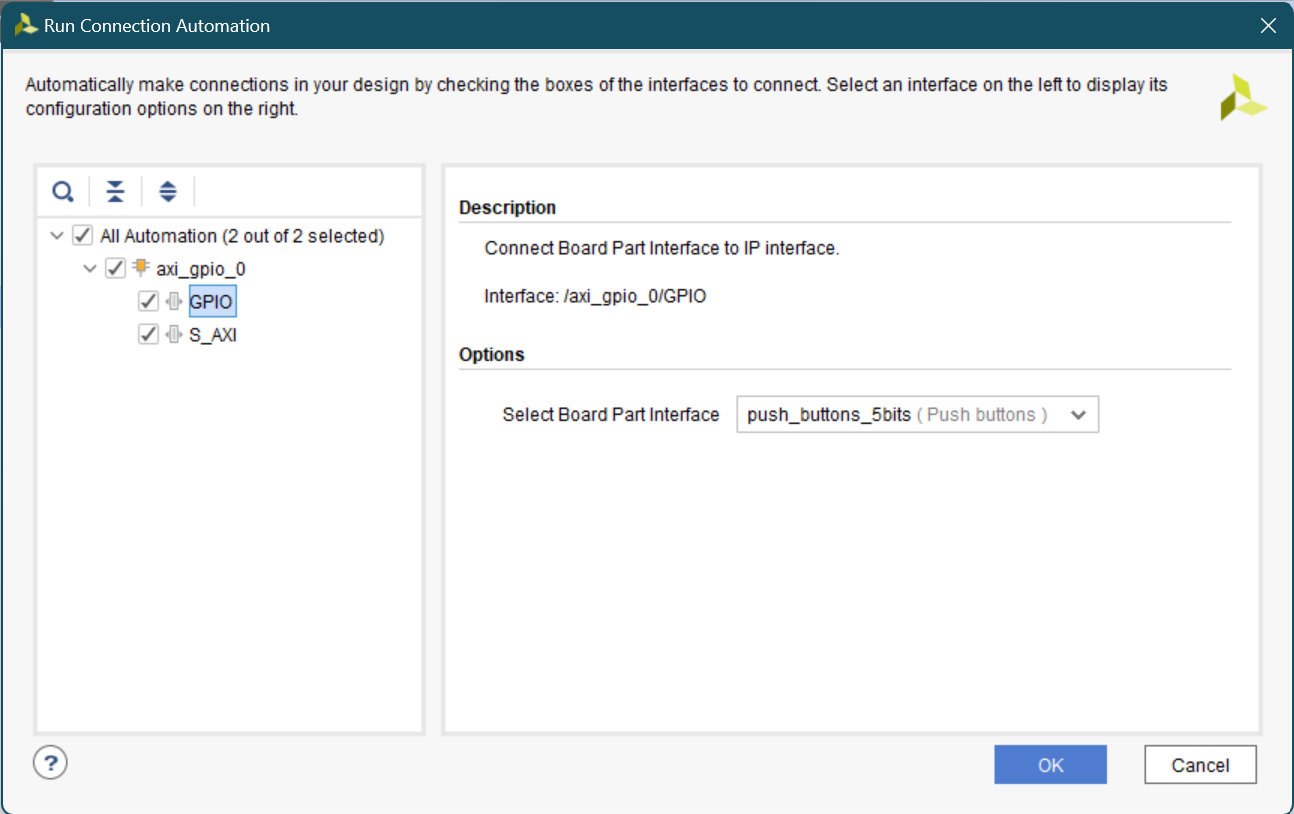 Run Connection Automation
Automatically make connections in your design by checking the boxes of the interfaces to connect. Select an interface on the left to display its
configuration options on the right.
All Automation (2 out of 2 selected)
axi_gpio_0
GPIO
S_AXI
Description
Connect Board Part Interface to IP interface.
Interface: /axi_gpio_0/GPIO
Options
Select Board Part Interface push_buttons_5bits ( Push buttons )
?
OK Cancel